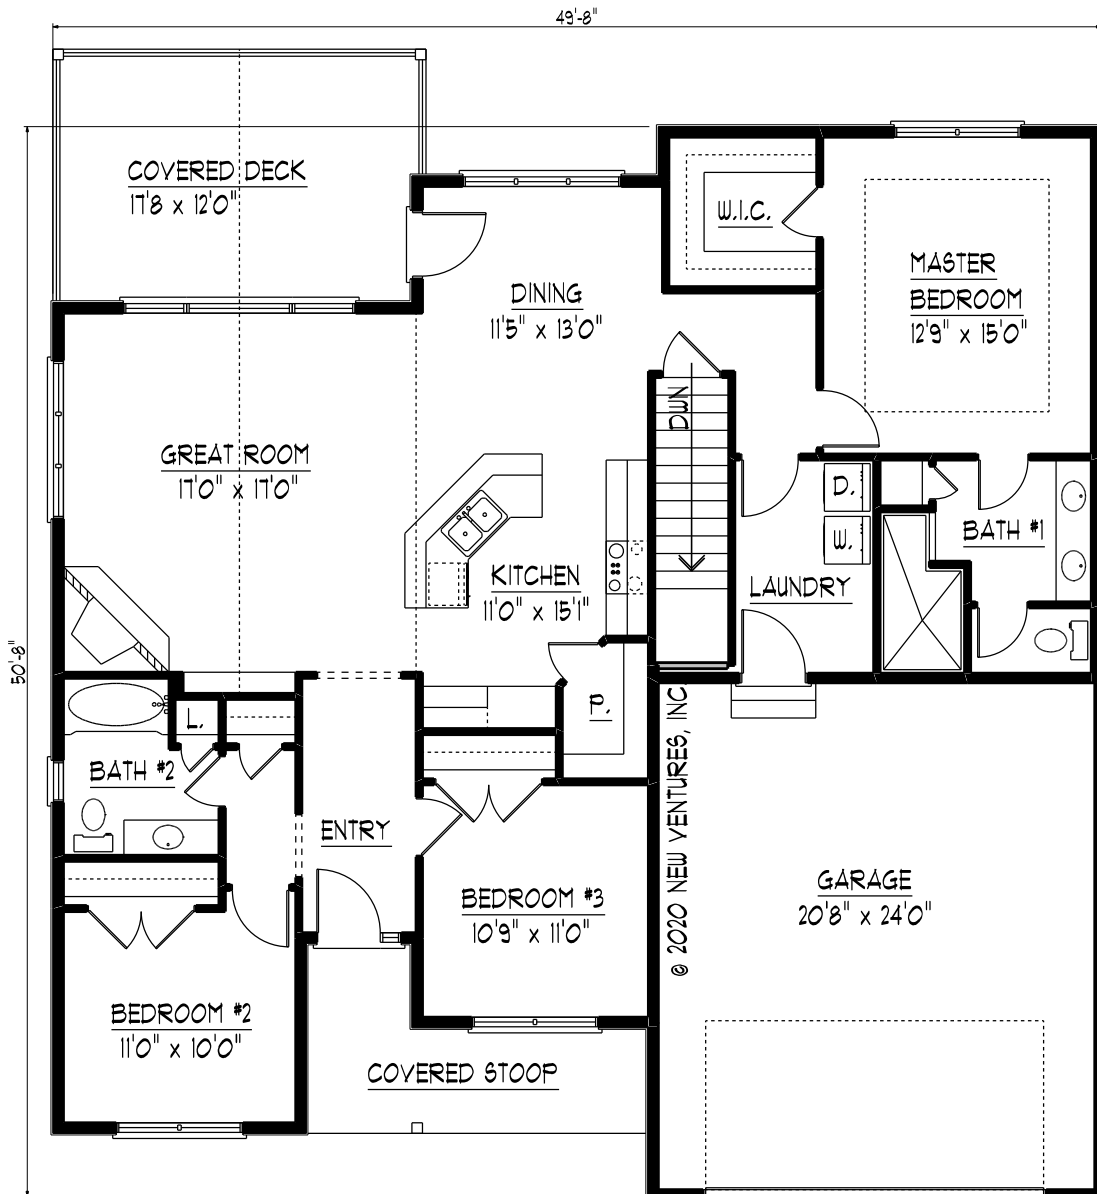 49'-8"
COVERED DECK
17'8 x 12'0"
W.I.C.
MASTER
BEDROOM
12'9" x 15'0"
DINING
11'5" x 13'0"
DWN
GREAT ROOM
17'0" x 17'0"
D.
W.
BATH #1
KITCHEN
11'0" x 15'1"
LAUNDRY
50'-8"
P.
L.
BATH #2
ENTRY
© 2020 NEW VENTURES, INC.
GARAGE
20'8" x 24'0"
BEDROOM #3
10'9" x 11'0"
BEDROOM #2
11'0" x 10'0"
COVERED STOOP